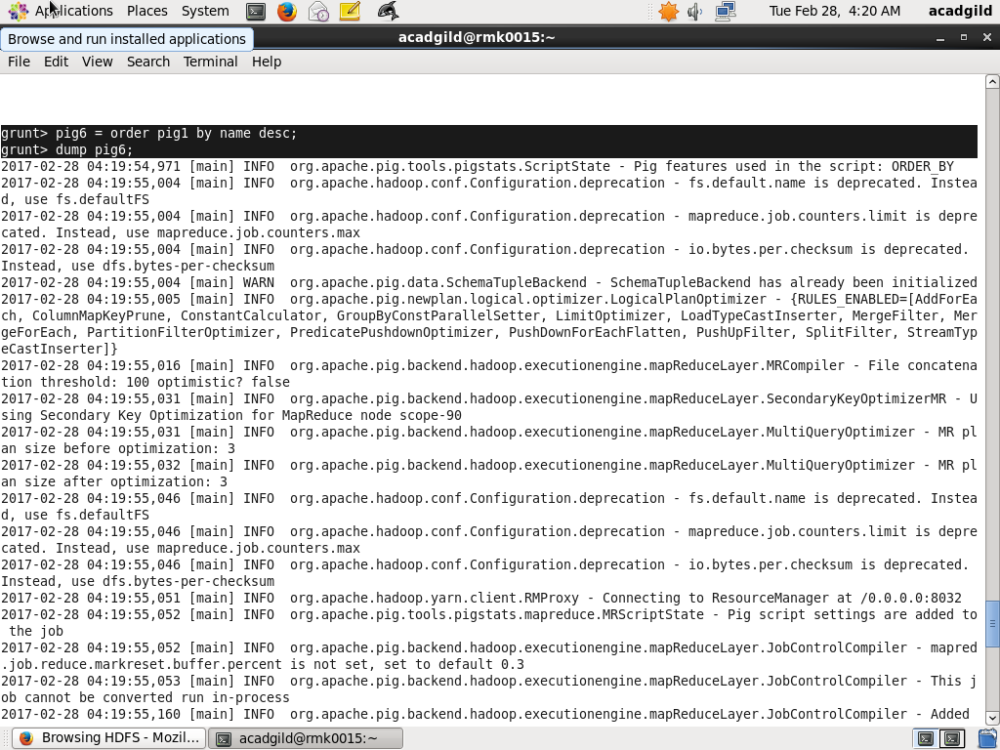 Applications Places System Tue Feb 28, 4:20 AM acadgild
Browse and run installed applications
acadgild@rmk0015:~
File Edit View Search Terminal Help
grunt> pig6 = order pig1 by name desc;
grunt> dump pig6;
2017-02-28 04:19:54,971 [main] INFO  org.apache.pig.tools.pigstats.ScriptState - Pig features used in the script: ORDER_BY
2017-02-28 04:19:55,004 [main] INFO  org.apache.hadoop.conf.Configuration.deprecation - fs.default.name is deprecated. Instea
d, use fs.defaultFS
2017-02-28 04:19:55,004 [main] INFO  org.apache.hadoop.conf.Configuration.deprecation - mapreduce.job.counters.limit is depre
cated. Instead, use mapreduce.job.counters.max
2017-02-28 04:19:55,004 [main] INFO  org.apache.hadoop.conf.Configuration.deprecation - io.bytes.per.checksum is deprecated.
Instead, use dfs.bytes-per-checksum
2017-02-28 04:19:55,004 [main] WARN  org.apache.pig.data.SchemaTupleBackend - SchemaTupleBackend has already been initialized
2017-02-28 04:19:55,005 [main] INFO  org.apache.pig.newplan.logical.optimizer.LogicalPlanOptimizer - {RULES_ENABLED=[AddForEa
ch, ColumnMapKeyPrune, ConstantCalculator, GroupByConstParallelSetter, LimitOptimizer, LoadTypeCastInserter, MergeFilter, Mer
geForEach, PartitionFilterOptimizer, PredicatePushdownOptimizer, PushDownForEachFlatten, PushUpFilter, SplitFilter, StreamTyp
eCastInserter]}
2017-02-28 04:19:55,016 [main] INFO  org.apache.pig.backend.hadoop.executionengine.mapReduceLayer.MRCompiler - File concatena
tion threshold: 100 optimistic? false
2017-02-28 04:19:55,031 [main] INFO  org.apache.pig.backend.hadoop.executionengine.mapReduceLayer.SecondaryKeyOptimizerMR - U
sing Secondary Key Optimization for MapReduce node scope-90
2017-02-28 04:19:55,031 [main] INFO  org.apache.pig.backend.hadoop.executionengine.mapReduceLayer.MultiQueryOptimizer - MR pl
an size before optimization: 3
2017-02-28 04:19:55,032 [main] INFO  org.apache.pig.backend.hadoop.executionengine.mapReduceLayer.MultiQueryOptimizer - MR pl
an size after optimization: 3
2017-02-28 04:19:55,046 [main] INFO  org.apache.hadoop.conf.Configuration.deprecation - fs.default.name is deprecated. Instea
d, use fs.defaultFS
2017-02-28 04:19:55,046 [main] INFO  org.apache.hadoop.conf.Configuration.deprecation - mapreduce.job.counters.limit is depre
cated. Instead, use mapreduce.job.counters.max
2017-02-28 04:19:55,046 [main] INFO  org.apache.hadoop.conf.Configuration.deprecation - io.bytes.per.checksum is deprecated.
Instead, use dfs.bytes-per-checksum
2017-02-28 04:19:55,051 [main] INFO  org.apache.hadoop.yarn.client.RMProxy - Connecting to ResourceManager at /0.0.0.0:8032
2017-02-28 04:19:55,052 [main] INFO  org.apache.pig.tools.pigstats.mapreduce.MRScriptState - Pig script settings are added to
 the job
2017-02-28 04:19:55,052 [main] INFO  org.apache.pig.backend.hadoop.executionengine.mapReduceLayer.JobControlCompiler - mapred
.job.reduce.markreset.buffer.percent is not set, set to default 0.3
2017-02-28 04:19:55,053 [main] INFO  org.apache.pig.backend.hadoop.executionengine.mapReduceLayer.JobControlCompiler - This j
ob cannot be converted run in-process
2017-02-28 04:19:55,160 [main] INFO  org.apache.pig.backend.hadoop.executionengine.mapReduceLayer.JobControlCompiler - Added
Browsing HDFS - Mozil... acadgild@rmk0015:~